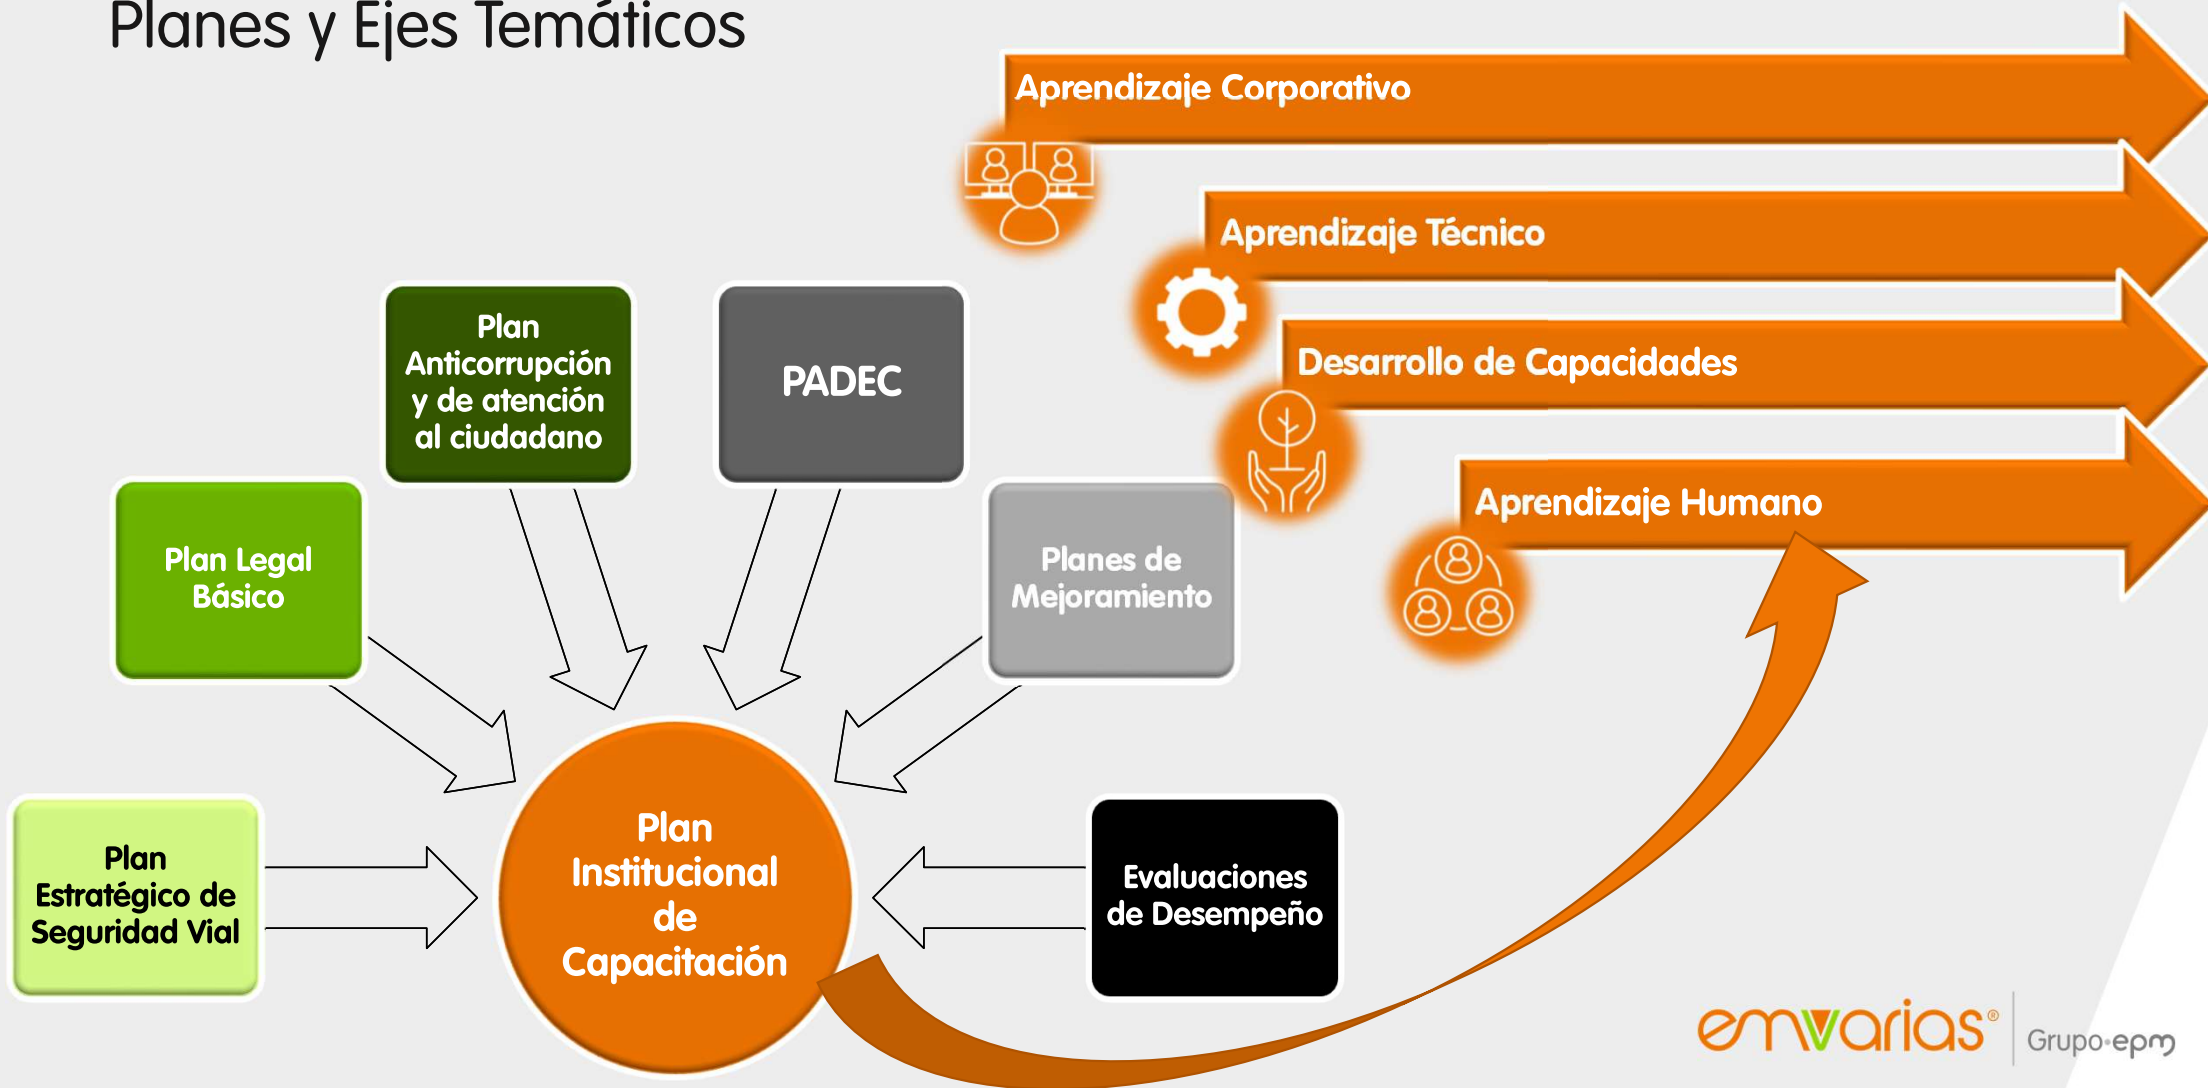 Planes y Ejes Temáticos
Aprendizaje Corporativo
Aprendizaje Técnico
Desarrollo de Capacidades
Aprendizaje Humano
Plan
Anticorrupción
y de atención
al ciudadano
PADEC
Plan Legal
Básico
Planes de
Mejoramiento
Plan
Estratégico de
Seguridad Vial
Plan
Institucional
de
Capacitación
Evaluaciones
de Desempeño
emvarias®
Grupo·epm